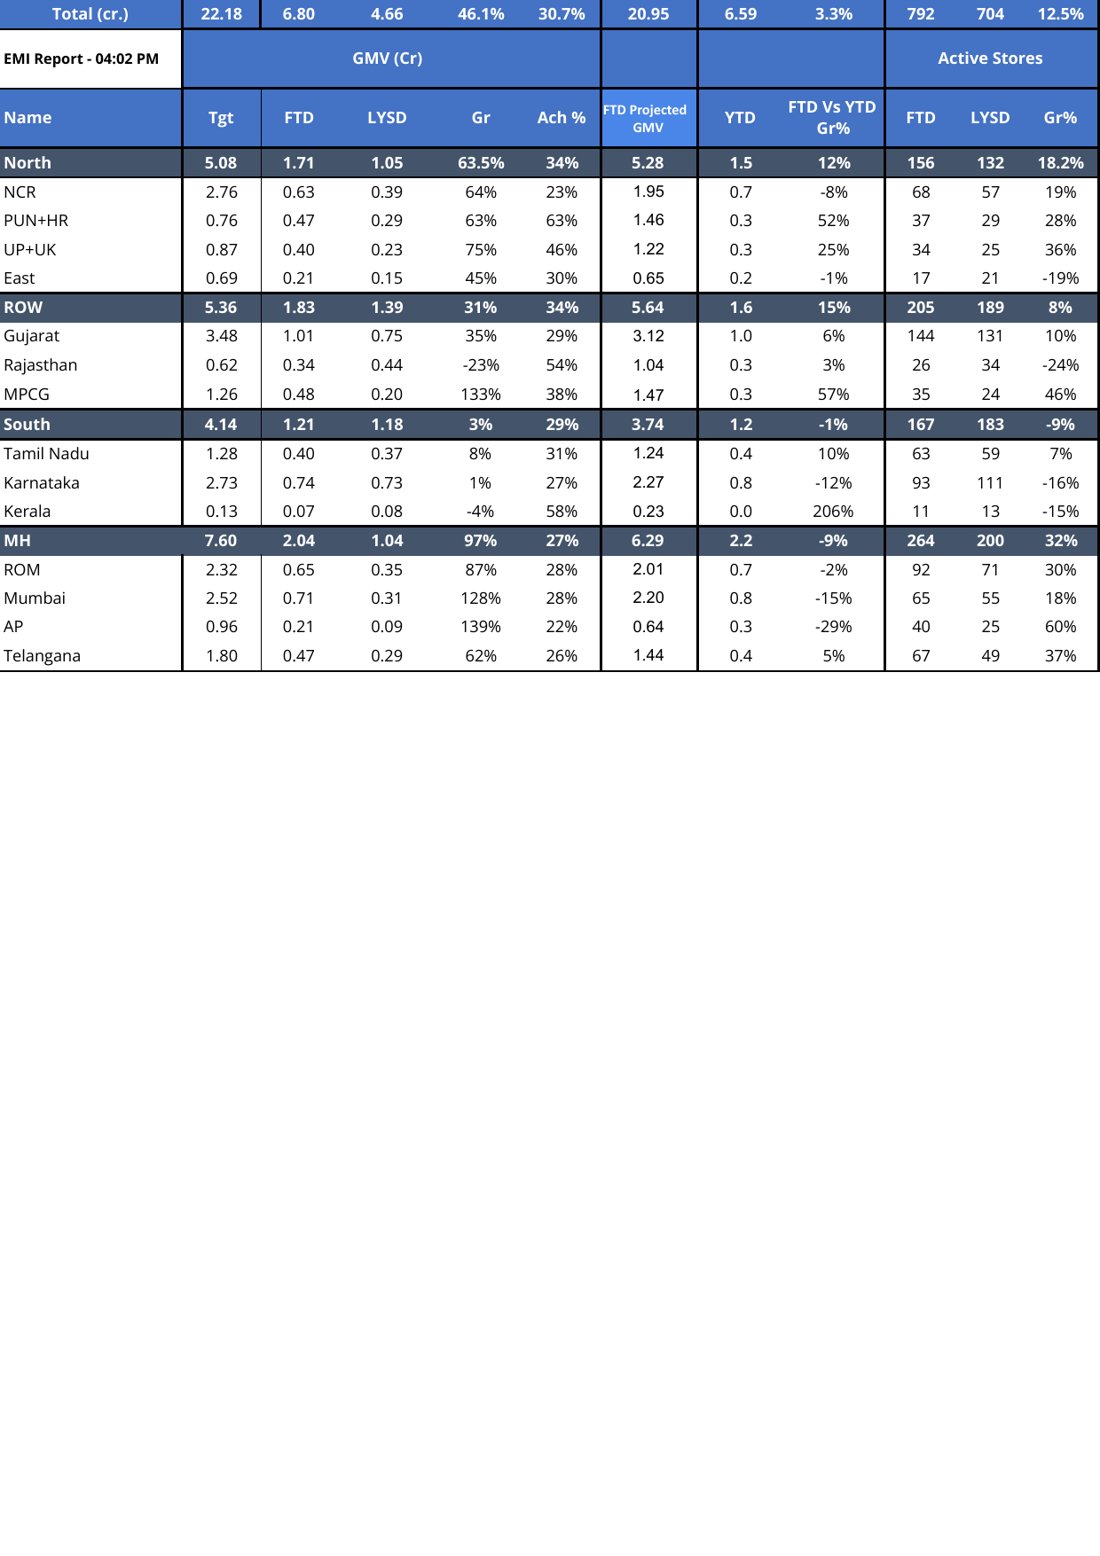 Total (cr.) 22.18 6.80 4.66 46.1% 30.7% 20.95 6.59 3.3% 792 704 12.5%
EMI Report - 04:02 PM GMV (Cr) Active Stores
Name Tgt FTD LYSD Gr Ach % FTD Projected GMV YTD FTD Vs YTD Gr% FTD LYSD Gr%
North 5.08 1.71 1.05 63.5% 34% 5.28 1.5 12% 156 132 18.2%
NCR 2.76 0.63 0.39 64% 23% 1.95 0.7 -8% 68 57 19%
PUN+HR 0.76 0.47 0.29 63% 63% 1.46 0.3 52% 37 29 28%
UP+UK 0.87 0.40 0.23 75% 46% 1.22 0.3 25% 34 25 36%
East 0.69 0.21 0.15 45% 30% 0.65 0.2 -1% 17 21 -19%
ROW 5.36 1.83 1.39 31% 34% 5.64 1.6 15% 205 189 8%
Gujarat 3.48 1.01 0.75 35% 29% 3.12 1.0 6% 144 131 10%
Rajasthan 0.62 0.34 0.44 -23% 54% 1.04 0.3 3% 26 34 -24%
MPCG 1.26 0.48 0.20 133% 38% 1.47 0.3 57% 35 24 46%
South 4.14 1.21 1.18 3% 29% 3.74 1.2 -1% 167 183 -9%
Tamil Nadu 1.28 0.40 0.37 8% 31% 1.24 0.4 10% 63 59 7%
Karnataka 2.73 0.74 0.73 1% 27% 2.27 0.8 -12% 93 111 -16%
Kerala 0.13 0.07 0.08 -4% 58% 0.23 0.0 206% 11 13 -15%
MH 7.60 2.04 1.04 97% 27% 6.29 2.2 -9% 264 200 32%
ROM 2.32 0.65 0.35 87% 28% 2.01 0.7 -2% 92 71 30%
Mumbai 2.52 0.71 0.31 128% 28% 2.20 0.8 -15% 65 55 18%
AP 0.96 0.21 0.09 139% 22% 0.64 0.3 -29% 40 25 60%
Telangana 1.80 0.47 0.29 62% 26% 1.44 0.4 5% 67 49 37%